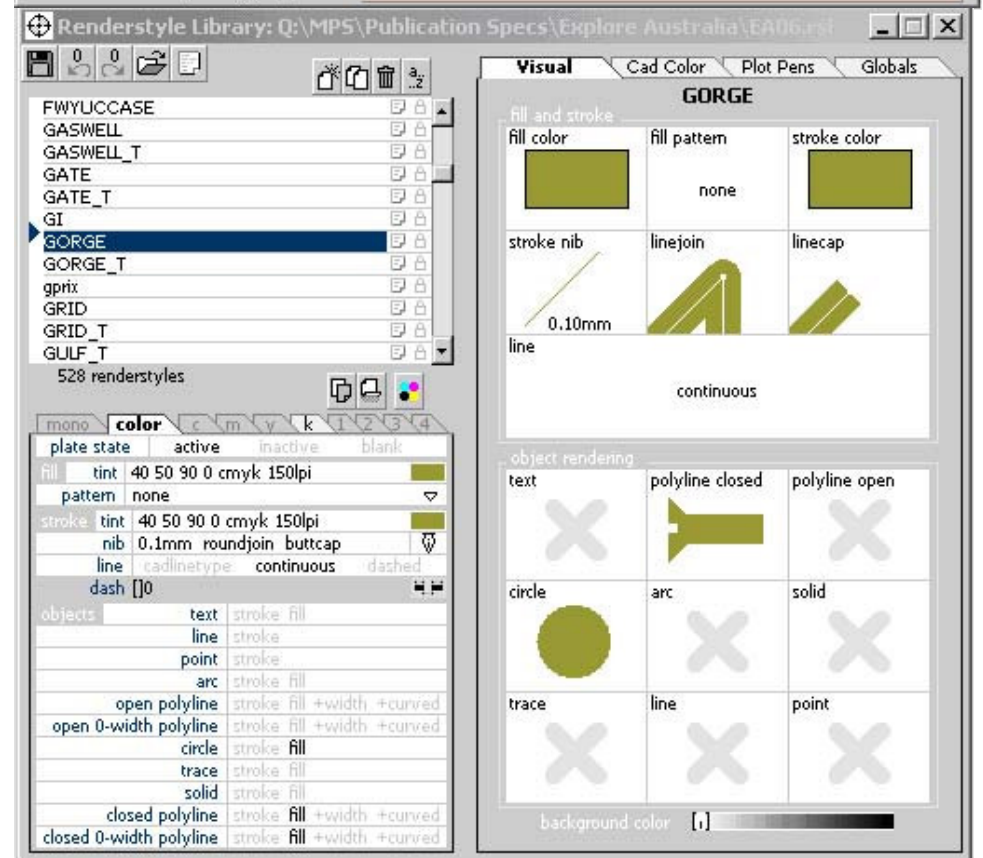 Renderstyle Library: Q:\MPS\Publication Specs\Explore Australia\EA06.rsl
0 0
a.. ..z
FWYUCCASE
GASWELL
GASWELL_T
GATE
GATE_T
GI
GORGE
GORGE_T
gprix
GRID
GRID_T
GULF_T
528 renderstyles
mono color c m y k 1 2 3 4
plate state active inactive blank
fill tint 40 50 90 0 cmyk 150lpi
pattern none
stroke tint 40 50 90 0 cmyk 150lpi
nib 0.1mm roundjoin buttcap
line cadlinetype continuous dashed
dash []0
objects text stroke fill
line stroke
point stroke
arc stroke fill
open polyline stroke fill +width +curved
open 0-width polyline stroke fill +width +curved
circle stroke fill
trace stroke fill
solid stroke fill
closed polyline stroke fill +width +curved
closed 0-width polyline stroke fill +width +curved
Visual Cad Color Plot Pens Globals
GORGE
fill and stroke
fill color fill pattern stroke color
none
stroke nib linejoin linecap
0.10mm
line
continuous
object rendering
text polyline closed polyline open
circle arc solid
trace line point
background color [,]